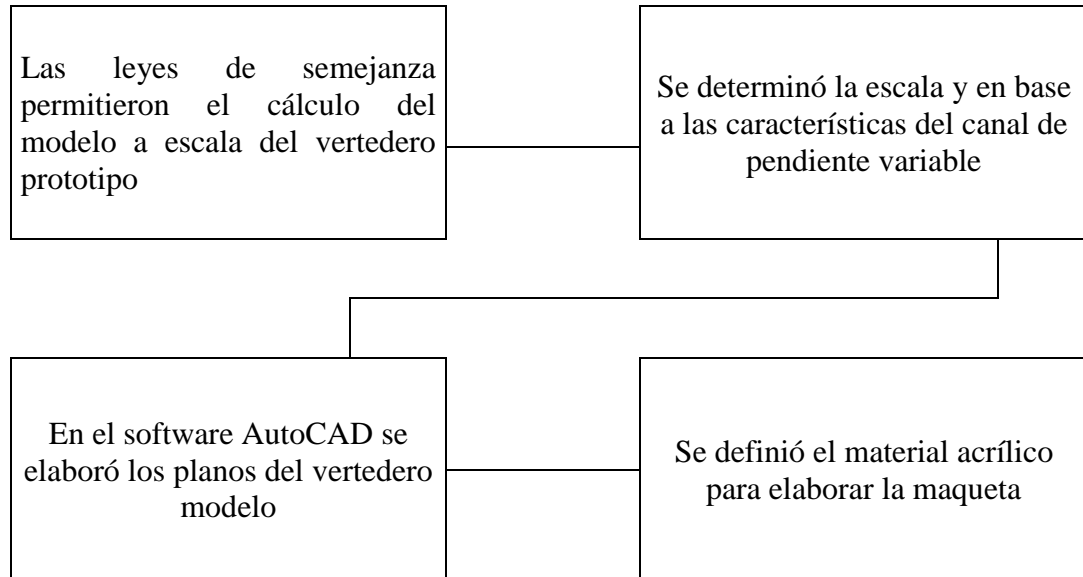 Las leyes de semejanza
permitieron el cálculo del
modelo a escala del vertedero
prototipo
Se determinó la escala y en base
a las características del canal de
pendiente variable
En el software AutoCAD se
elaboró los planos del vertedero
modelo
Se definió el material acrílico
para elaborar la maqueta